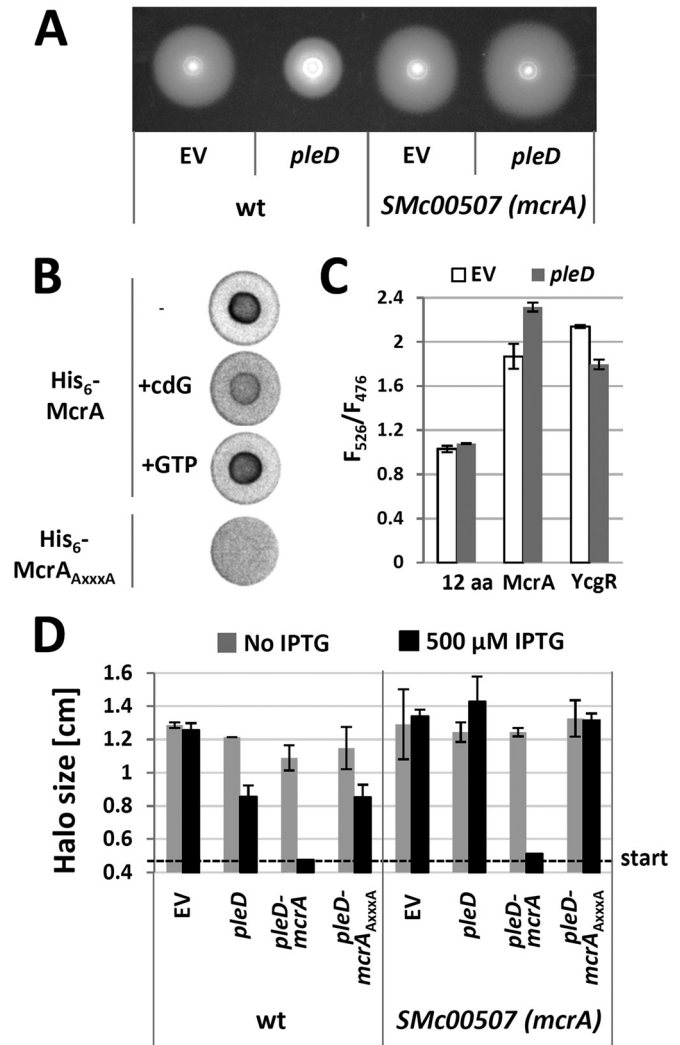 A
EV pleD EV pleD
wt SMc00507 (mcrA)
B
-
His6-
McrA
+cdG
+GTP
His6-
McrAAxxxA
C
EV pleD
F526/F476
2.4
2
1.6
1.2
0.8
0.4
0
12 aa McrA YcgR
D
No IPTG 500 µM IPTG
Halo size [cm]
1.6
1.4
1.2
1
0.8
0.6
0.4
start
EV
pleD
pleD-
mcrA
pleD-
mcrAAxxxA
EV
pleD
pleD-
mcrA
pleD-
mcrAAxxxA
wt SMc00507 (mcrA)